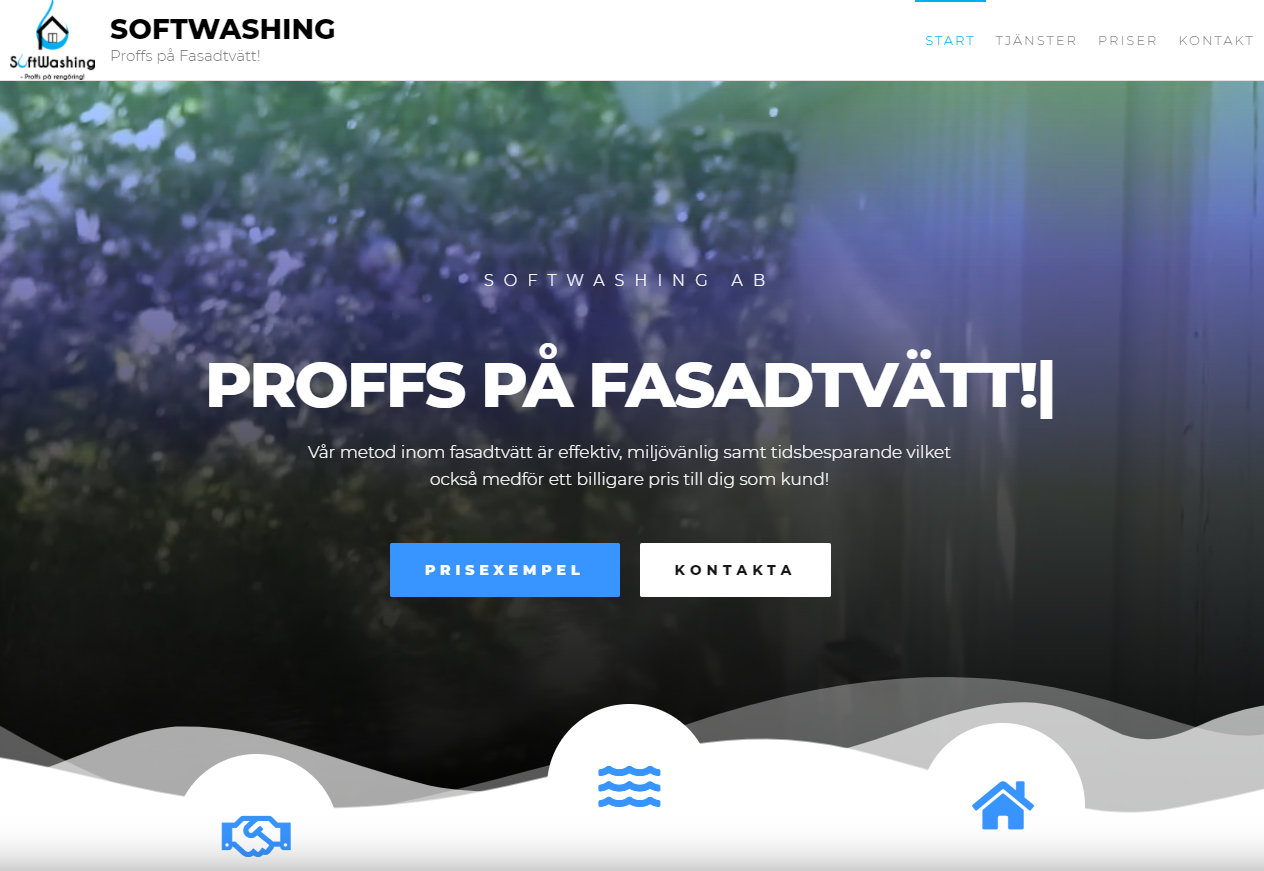 SOFTWASHING
Proffs på Fasadtvätt!
SoftWashing
- Proffs på rengöring!
START TJÄNSTER PRISER KONTAKT
SOFTWASHING AB
PROFFS PÅ FASADTVÄTT!|
Vår metod inom fasadtvätt är effektiv, miljövänlig samt tidsbesparande vilket
också medför ett billigare pris till dig som kund!
PRISEXEMPEL
KONTAKTA